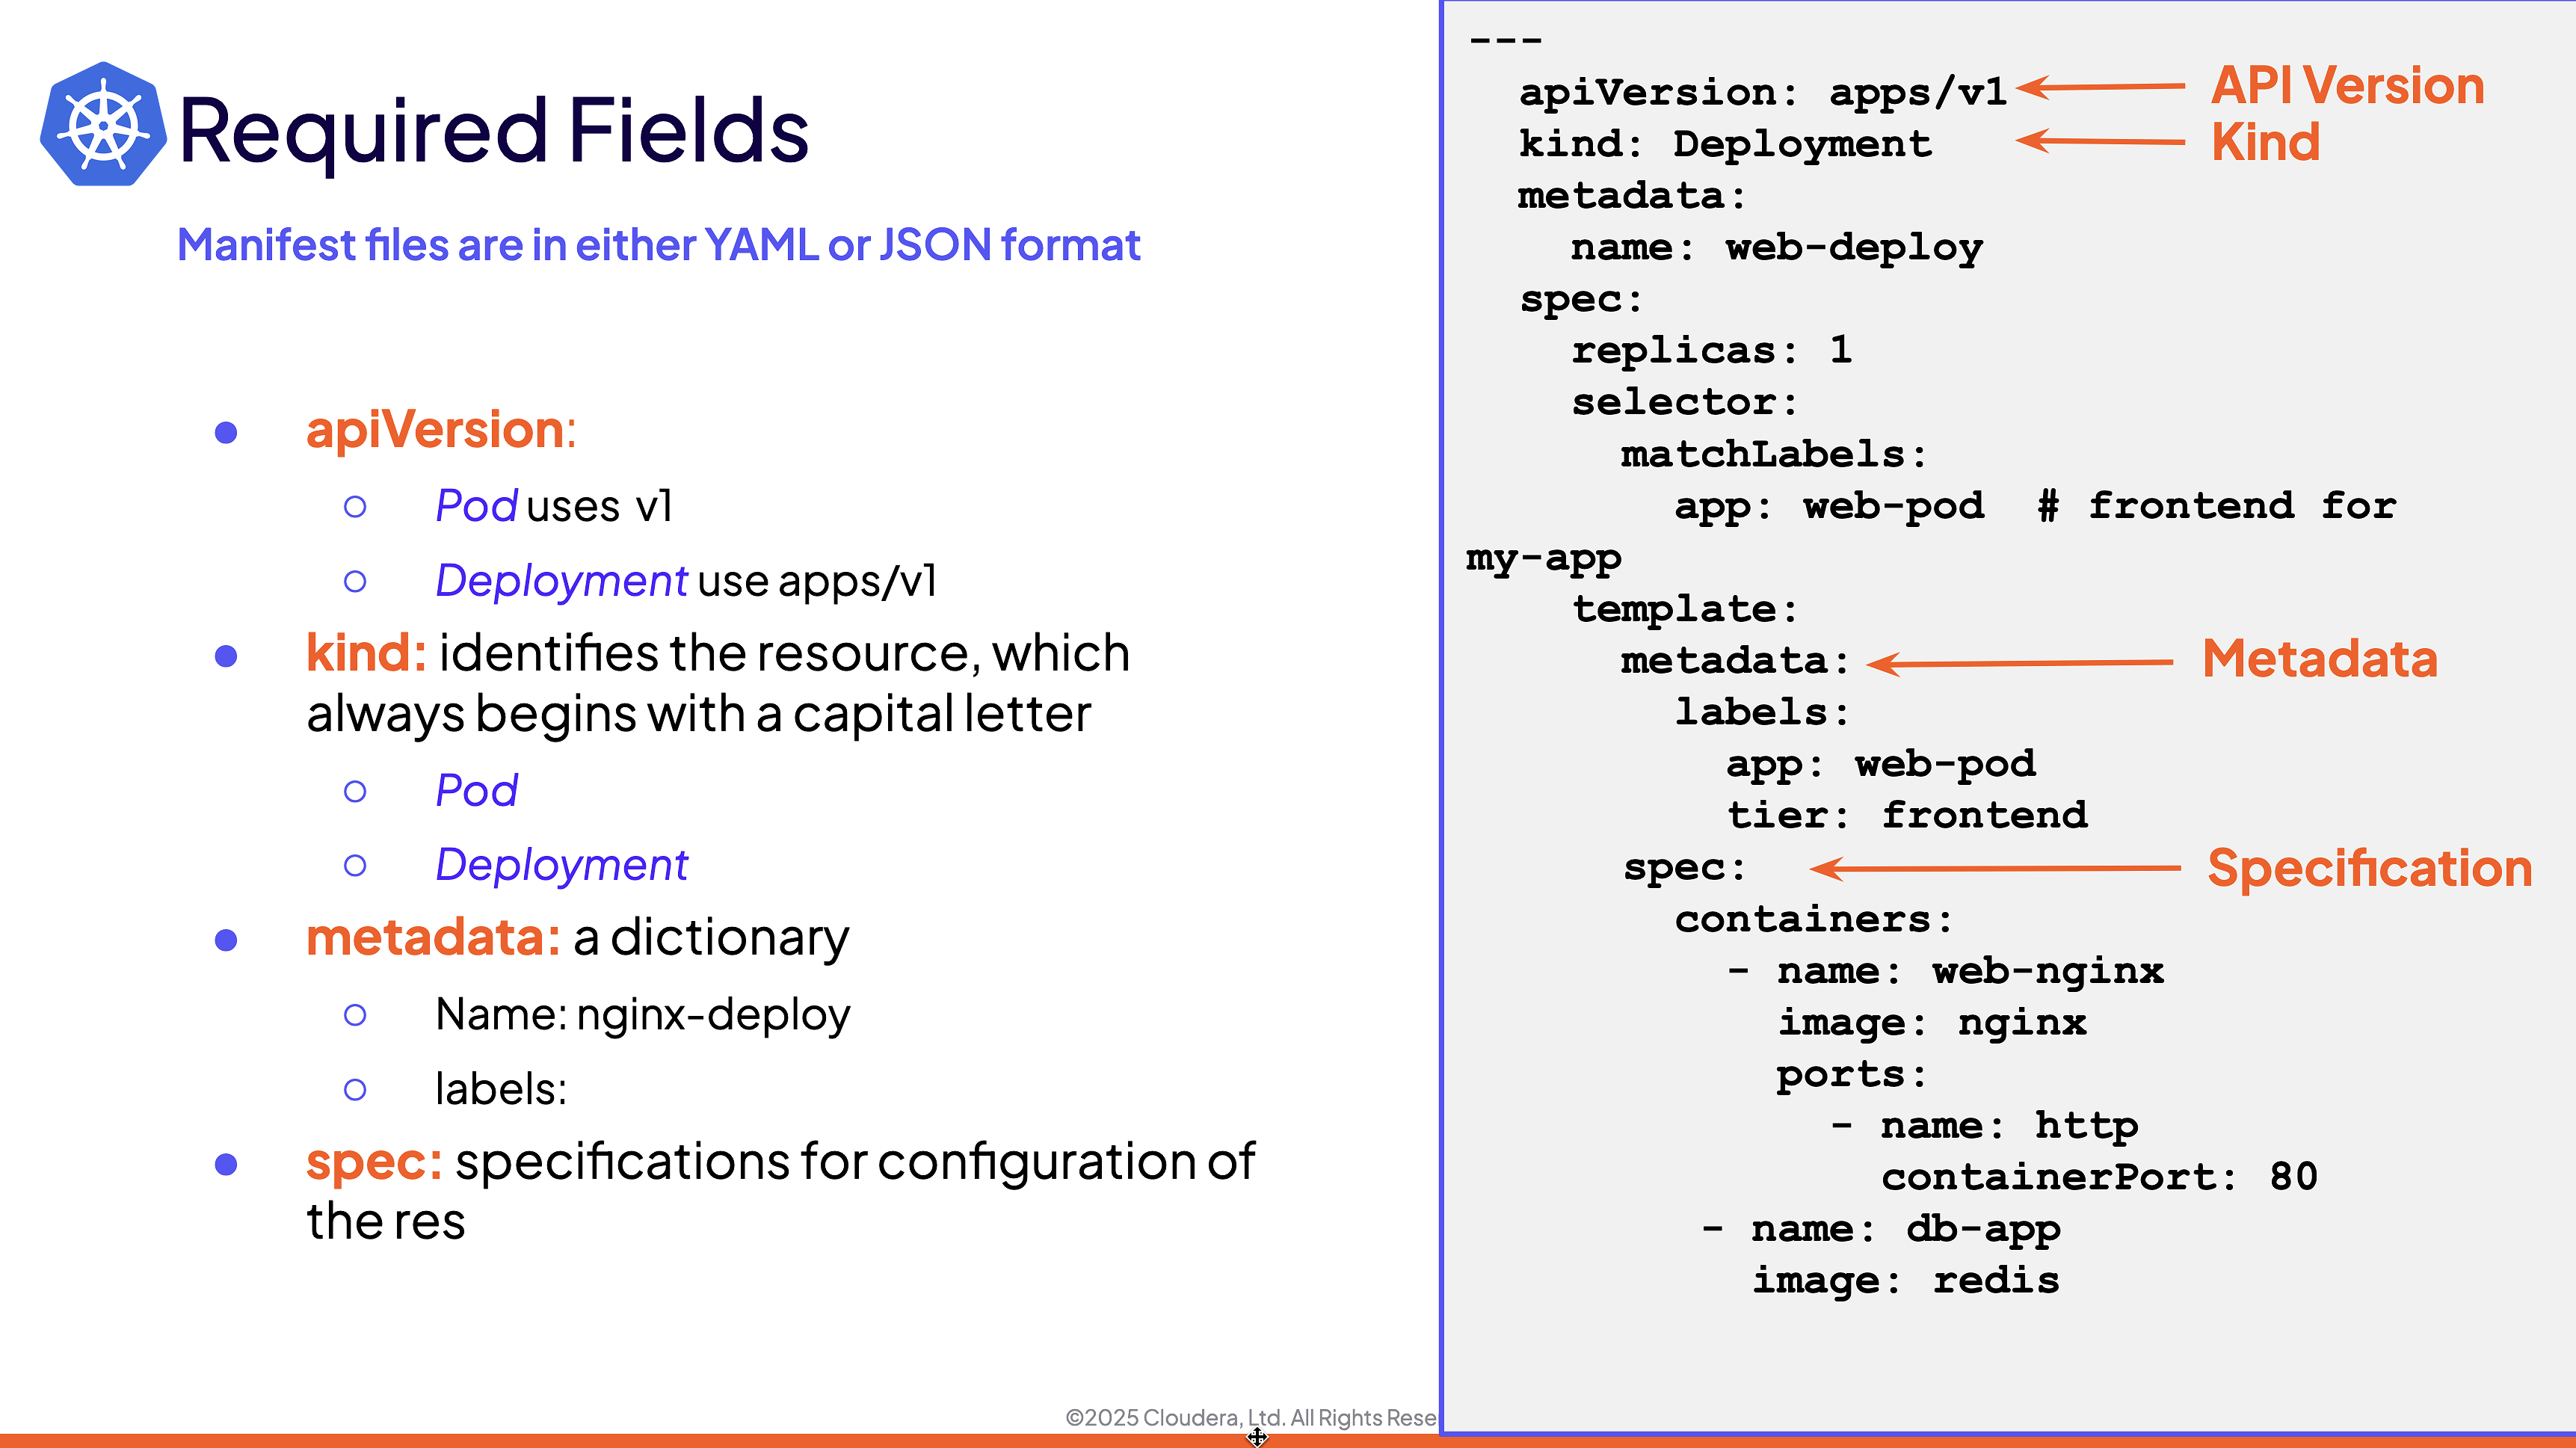 Required Fields
Manifest files are in either YAML or JSON format
● apiVersion:
○ Pod uses v1
○ Deployment use apps/v1
● kind: identifies the resource, which
always begins with a capital letter
○ Pod
○ Deployment
● metadata: a dictionary
○ Name: nginx-deploy
○ labels:
● spec: specifications for configuration of
the res
---
  apiVersion: apps/v1
  kind: Deployment
  metadata:
    name: web-deploy
  spec:
    replicas: 1
    selector:
      matchLabels:
        app: web-pod  # frontend for
my-app
    template:
      metadata:
        labels:
          app: web-pod
          tier: frontend
      spec:
        containers:
          - name: web-nginx
            image: nginx
            ports:
              - name: http
                containerPort: 80
         - name: db-app
           image: redis
API Version
Kind
Metadata
Specification
©2025 Cloudera, Ltd. All Rights Reser